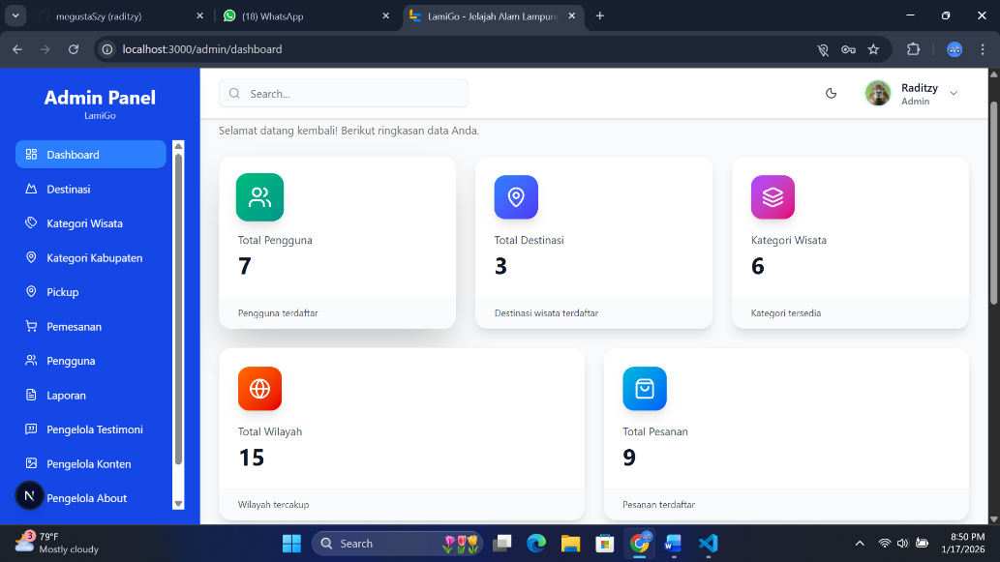 megustaSzy (raditzy)
(18) WhatsApp
LamiGo - Jelajah Alam Lampung
localhost:3000/admin/dashboard
Admin Panel
LamiGo
Dashboard
Destinasi
Kategori Wisata
Kategori Kabupaten
Pickup
Pemesanan
Pengguna
Laporan
Pengelola Testimoni
Pengelola Konten
Pengelola About
N
Search...
Raditzy
Admin
Selamat datang kembali! Berikut ringkasan data Anda.
Total Pengguna
7
Pengguna terdaftar
Total Destinasi
3
Destinasi wisata terdaftar
Kategori Wisata
6
Kategori tersedia
Total Wilayah
15
Wilayah tercakup
Total Pesanan
9
Pesanan terdaftar
3
79°F
Mostly cloudy
Search
8:50 PM
1/17/2026